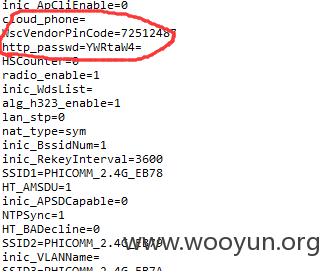 inic_ApCliEnable=0
cloud_phone=
WscVendorPinCode=72512487
http_passwd=YWRtaW4=
HSCounter=0
radio_enable=1
inic_WdsList=
alg_h323_enable=1
lan_stp=0
nat_type=sym
inic_BssidNum=1
inic_RekeyInterval=3600
SSID1=PHICOMM_2.4G_EB78
HT_AMSDU=1
inic_APSDCapable=0
NTPSync=1
HT_BADecline=0
SSID2=PHICOMM_2.4G_EB79
www.wooyun.org
inic_VLANName=
SSID3=PHICOMM_2.4G_EB7A